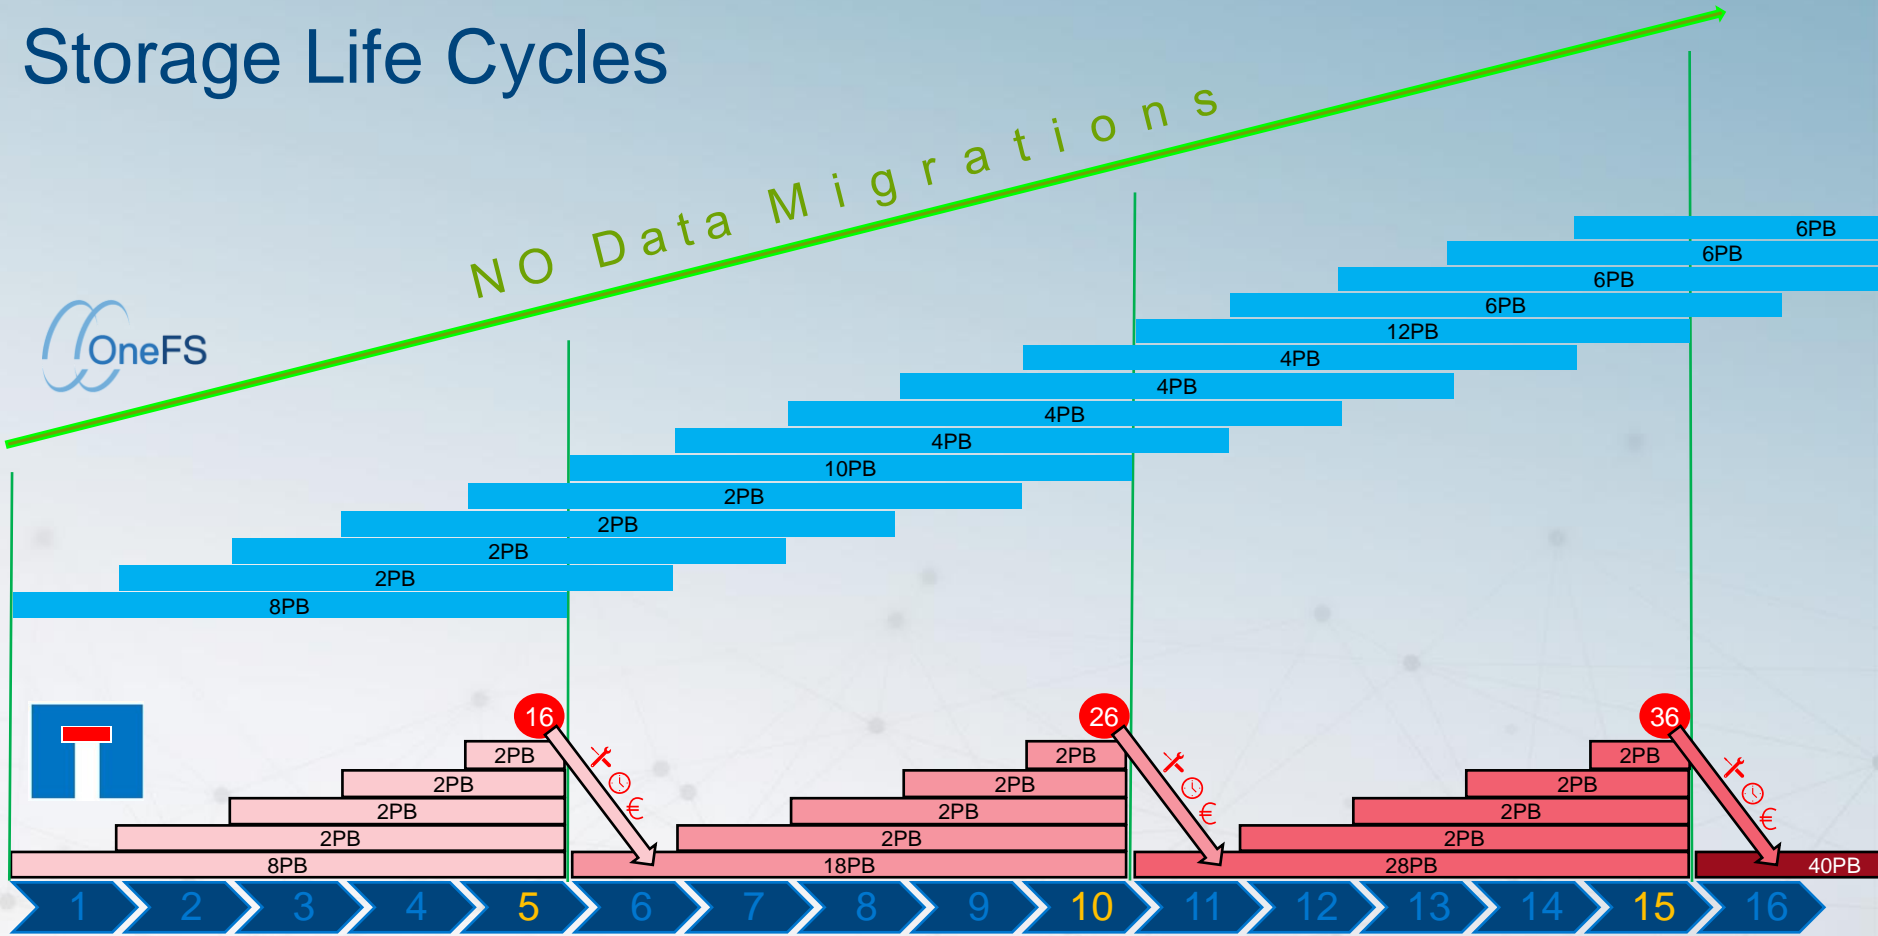 Storage Life Cycles
NO Data Migrations
OneFS
6PB
6PB
6PB
6PB
12PB
4PB
4PB
4PB
4PB
10PB
2PB
2PB
2PB
2PB
8PB
16
26
36
2PB
2PB
2PB
2PB
2PB
2PB
2PB
2PB
2PB
€
€
€
2PB
2PB
2PB
8PB
18PB
28PB
40PB
1 2 3 4 5 6 7 8 9 10 11 12 13 14 15 16